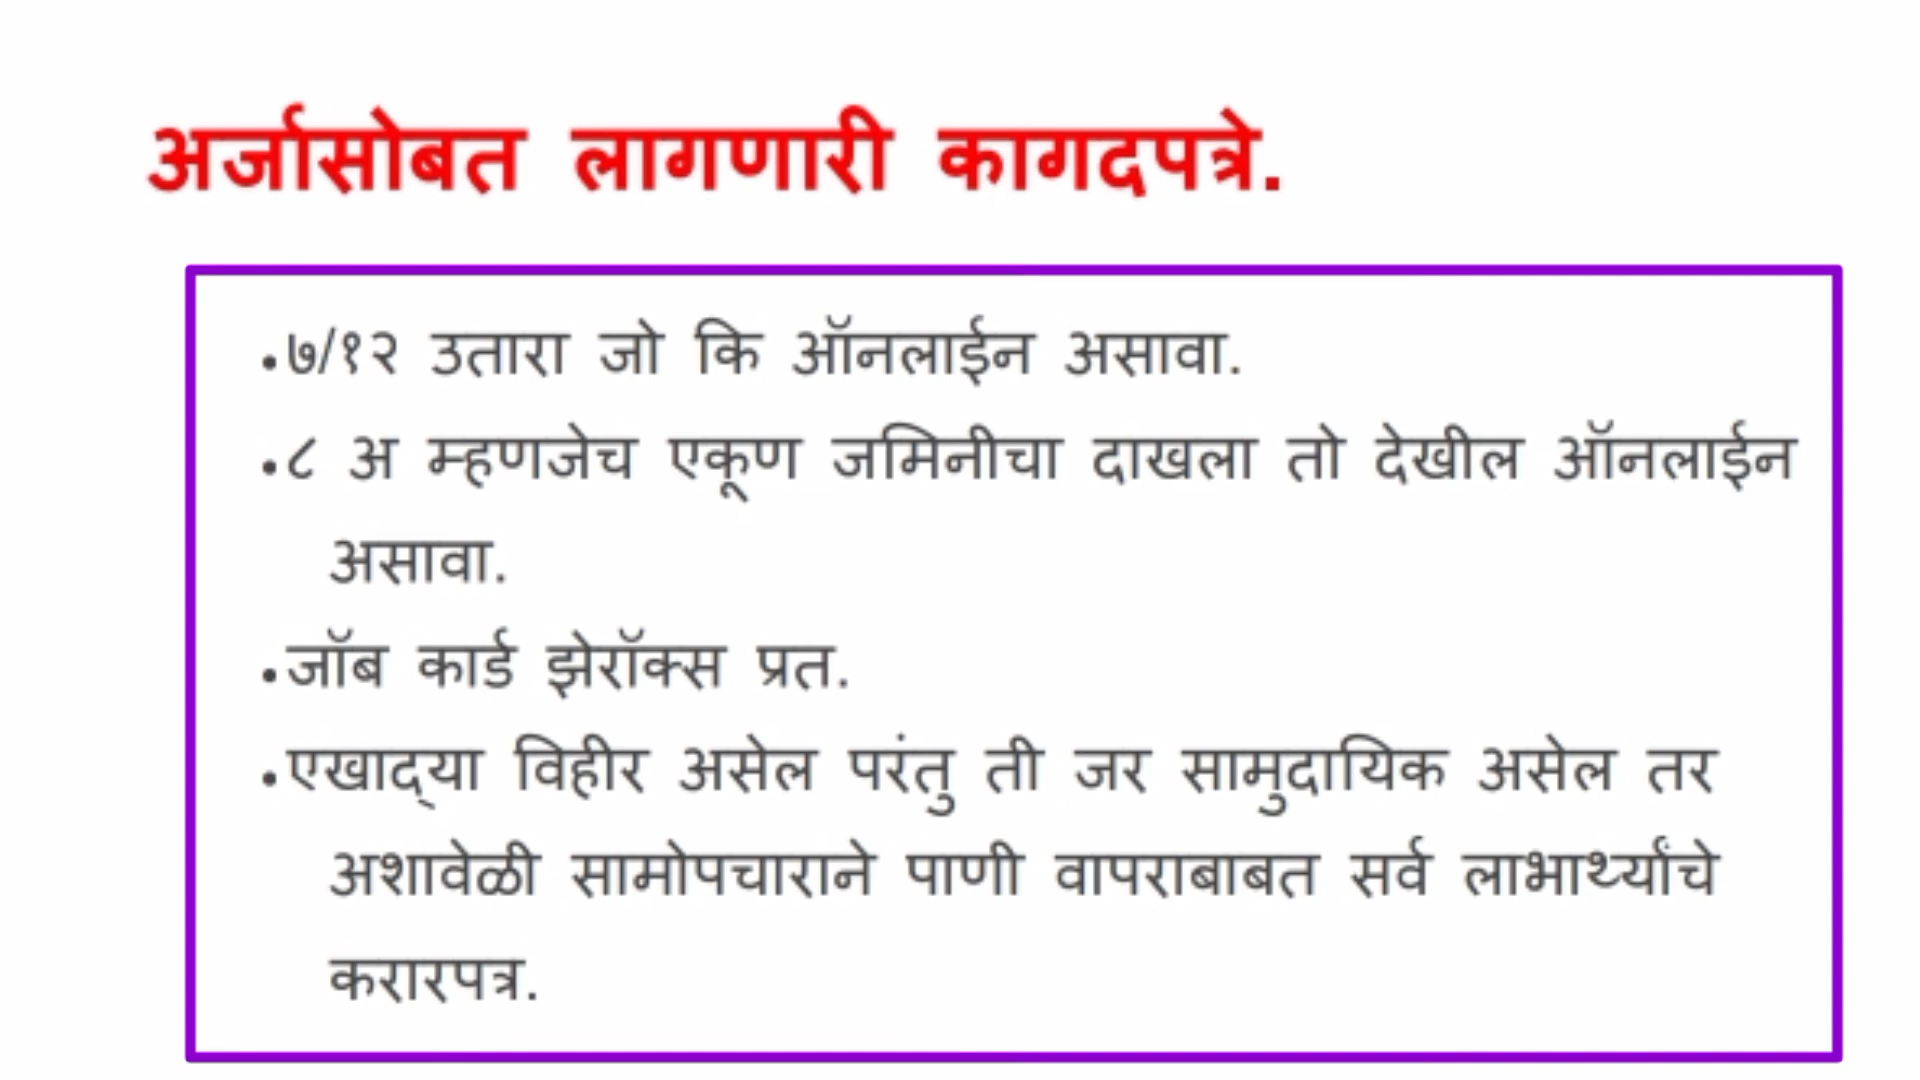 अर्जासोबत लागणारी कागदपत्रे.
•७/१२ उतारा जो कि ऑनलाईन असावा.
•८ अ म्हणजेच एकूण जमिनीचा दाखला तो देखील ऑनलाईन
असावा.
•जॉब कार्ड झेरॉक्स प्रत.
•एखाद्‌या विहीर असेल परंतु ती जर सामुदायिक असेल तर
अशावेळी सामोपचाराने पाणी वापराबाबत सर्व लाभार्थ्यांचे
करारपत्र.